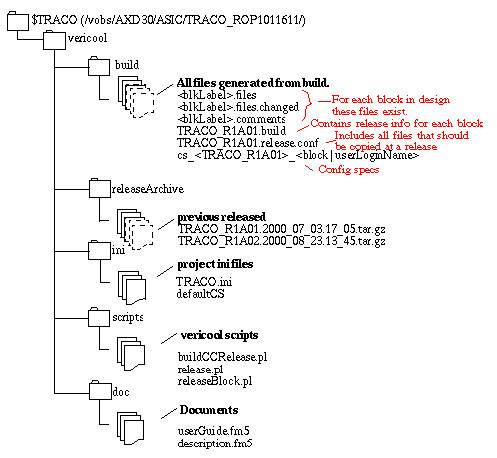 $TRACO (/vobs/AXD30/ASIC/TRACO_ROP1011611/)
vericool
build
All files generated from build.
<blkLabel>.files
<blkLabel>.files.changed
<blkLabel>.comments
For each block in design
these files exist.
TRACO_R1A01.build
Contains release info for each block
TRACO_R1A01.release.conf
Includes all files that should
be copied at a release
cs_<TRACO_R1A01>_<block|userLoginName>
Config specs
releaseArchive
previous released
TRACO_R1A01.2000_07_03.17_05.tar.gz
TRACO_R1A02.2000_08_23.13_45.tar.gz
ini
project ini files
TRACO.ini
defaultCS
scripts
vericool scripts
buildCCRelease.pl
release.pl
releaseBlock.pl
doc
Documents
userGuide.fm5
description.fm5